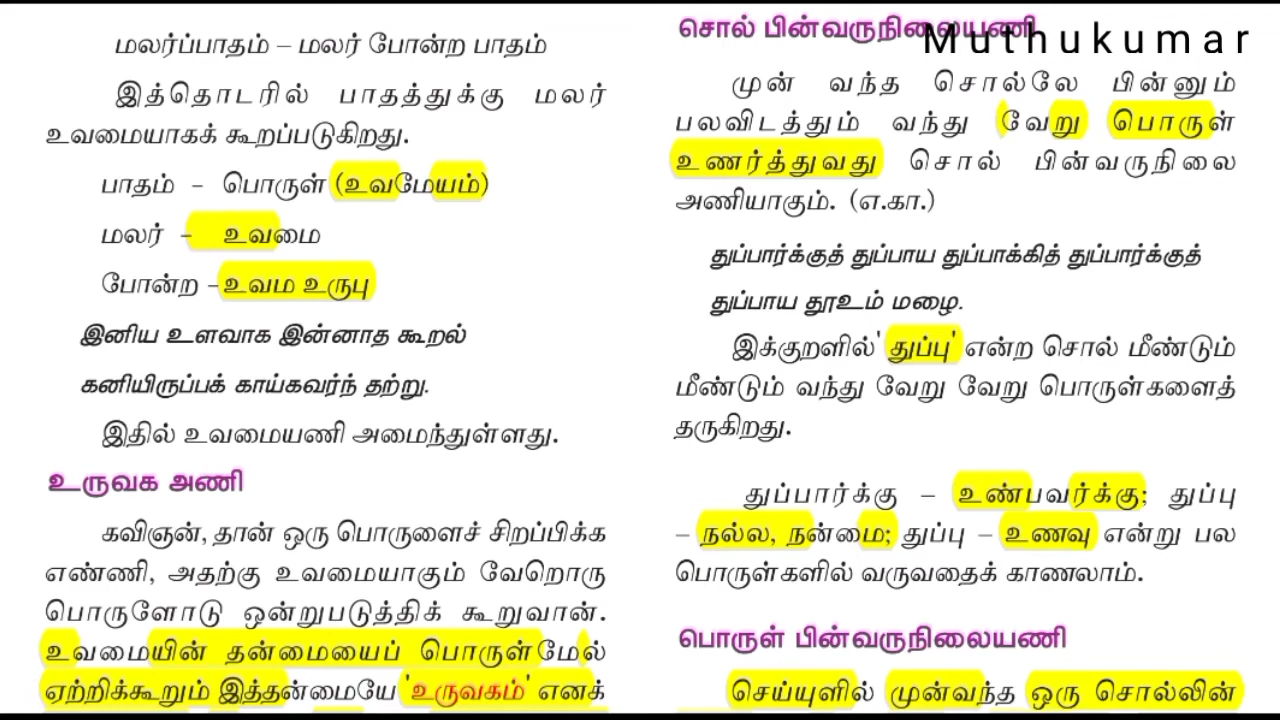 மலர்ப்பாதம் – மலர் போன்ற பாதம்
இத்தொடரில் பாதத்துக்கு மலர்
உவமையாகக் கூறப்படுகிறது.
பாதம் – பொருள் (உவமேயம்)
மலர் – உவமை
போன்ற – உவம உருபு
இனிய உளவாக இன்னாத கூறல்
கனியிருப்பக் காய்கவர்ந் தற்று.
இதில் உவமையணி அமைந்துள்ளது.
உருவக அணி
கவிஞன், தான் ஒரு பொருளைச் சிறப்பிக்க
எண்ணி, அதற்கு உவமையாகும் வேறொரு
பொருளோடு ஒன்றுபடுத்திக் கூறுவான்.
உவமையின் தன்மையைப் பொருள்மேல்
ஏற்றிக்கூறும் இத்தன்மையே 'உருவகம்' எனக்
சொல் பின்வருநிலையணி
Muthukumar
முன் வந்த சொல்லே பின்னும்
பலவிடத்தும் வந்து வேறு பொருள்
உணர்த்துவது சொல் பின்வருநிலை
அணியாகும். (எ.கா.)
துப்பார்க்குத் துப்பாய துப்பாக்கித் துப்பார்க்குத்
துப்பாய தூஉம் மழை.
இக்குறளில் 'துப்பு' என்ற சொல் மீண்டும்
மீண்டும் வந்து வேறு வேறு பொருள்களைத்
தருகிறது.
துப்பார்க்கு – உண்பவர்க்கு; துப்பு
– நல்ல, நன்மை; துப்பு – உணவு என்று பல
பொருள்களில் வருவதைக் காணலாம்.
பொருள் பின்வருநிலையணி
செய்யுளில் முன்வந்த ஒரு சொல்லின்